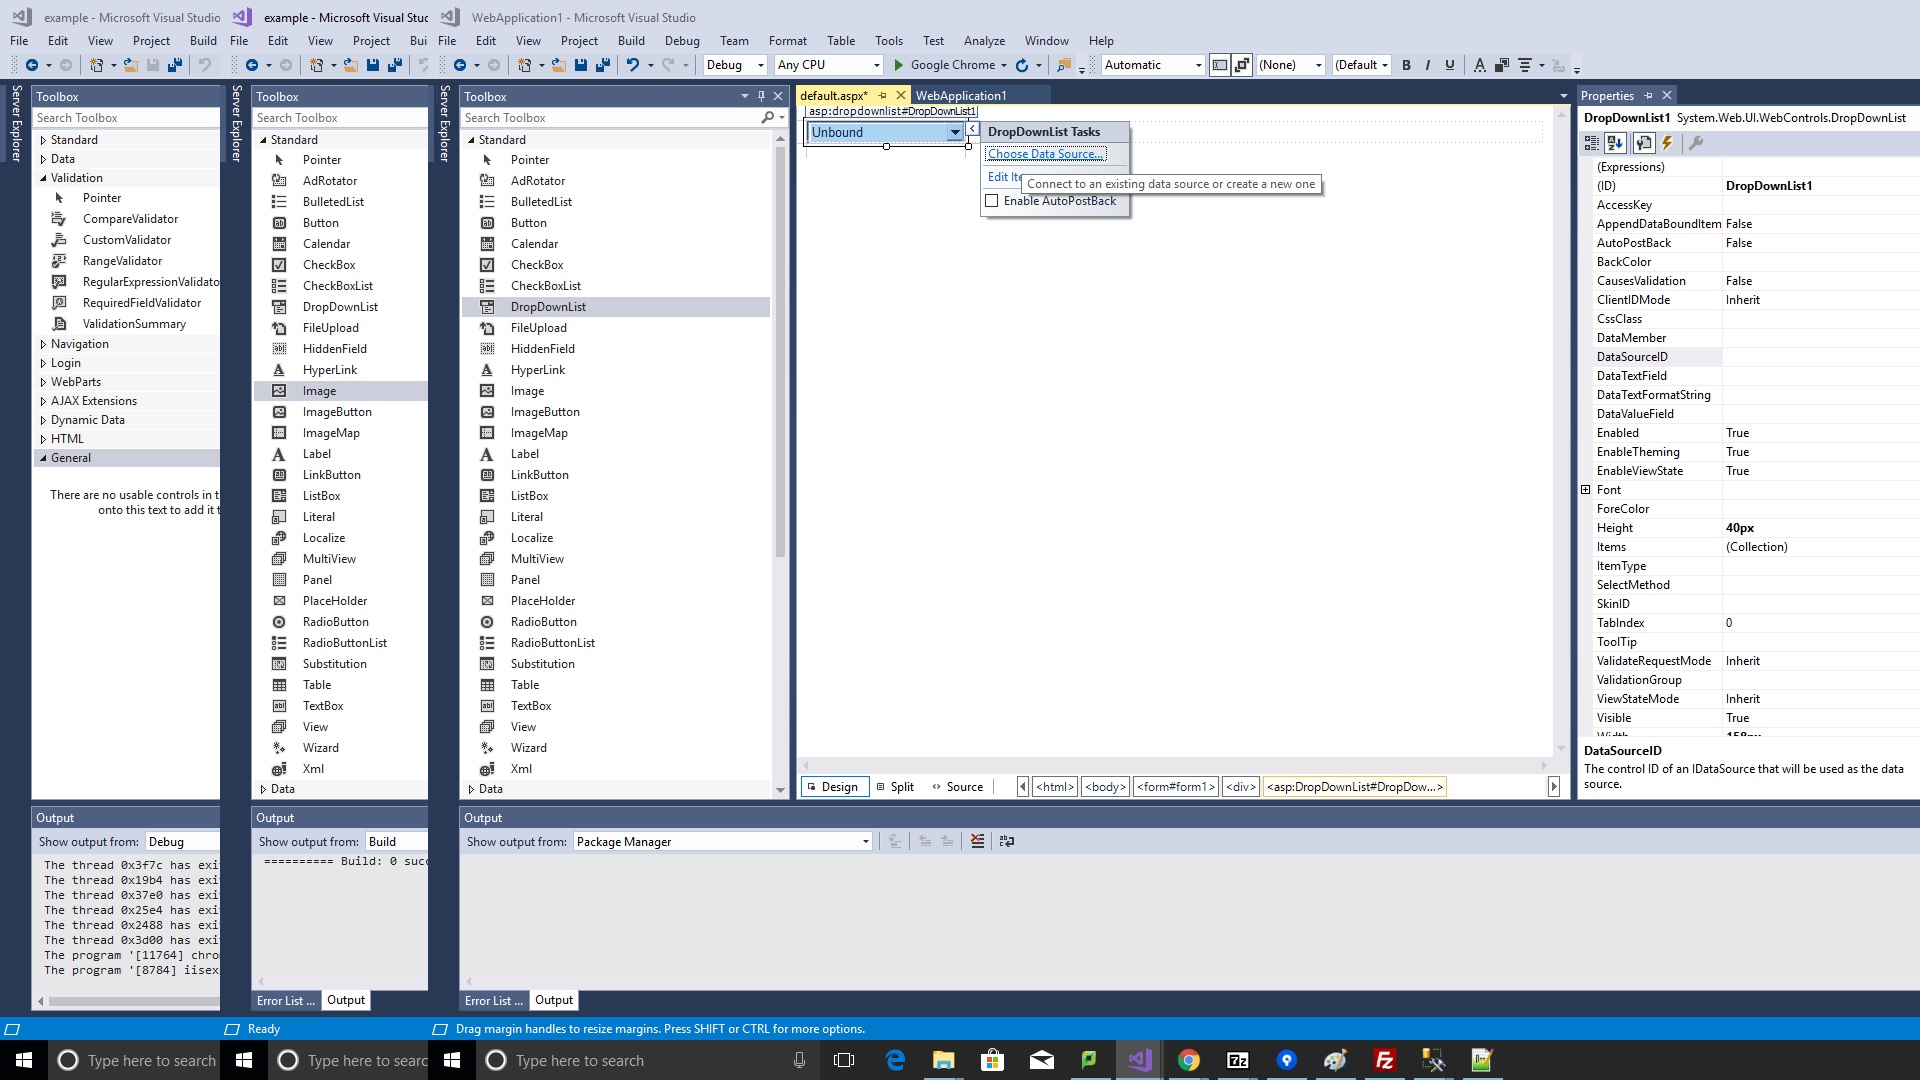 example - Microsoft Visual Studio
File Edit View Project Build
Server Explorer
Toolbox
Search Toolbox
Standard
Data
Validation
Pointer
CompareValidator
CustomValidator
RangeValidator
RegularExpressionValidato
RequiredFieldValidator
ValidationSummary
Navigation
Login
WebParts
AJAX Extensions
Dynamic Data
HTML
General
There are no usable controls in t
onto this text to add it t
Output
Show output from: Debug
The thread 0x3f7c has exi
The thread 0x19b4 has exi
The thread 0x37e0 has exi
The thread 0x25e4 has exi
The thread 0x2488 has exi
The thread 0x3d00 has exi
The program '[11764] chro
The program '[8784] iisex
Type here to search
example - Microsoft Visual Stuc
File Edit View Project Bui
Server Explorer
Toolbox
Search Toolbox
Standard
Pointer
AdRotator
BulletedList
Button
Calendar
CheckBox
CheckBoxList
DropDownList
FileUpload
HiddenField
HyperLink
Image
ImageButton
ImageMap
Label
LinkButton
ListBox
Literal
Localize
MultiView
Panel
PlaceHolder
RadioButton
RadioButtonList
Substitution
Table
TextBox
View
Wizard
Xml
Data
Output
Show output from: Build
========== Build: 0 succ
Error List ... Output
Ready
Type here to searc
WebApplication1 - Microsoft Visual Studio
File Edit View Project Build Debug Team Format Table Tools Test Analyze Window Help
Debug Any CPU Google Chrome Automatic (None) (Default B I U A
Server Explorer
Toolbox
Search Toolbox
Standard
Pointer
AdRotator
BulletedList
Button
Calendar
CheckBox
CheckBoxList
DropDownList
FileUpload
HiddenField
HyperLink
Image
ImageButton
ImageMap
Label
LinkButton
ListBox
Literal
Localize
MultiView
Panel
PlaceHolder
RadioButton
RadioButtonList
Substitution
Table
TextBox
View
Wizard
Xml
Data
default.aspx* WebApplication1
asp:dropdownlist#DropDownList1
Unbound
DropDownList Tasks
Choose Data Source...
Edit Ite
Connect to an existing data source or create a new one
Enable AutoPostBack
Design Split Source <html> <body> <form#form1> <div> <asp:DropDownList#DropDow...>
Properties
DropDownList1 System.Web.UI.WebControls.DropDownList
(Expressions)
(ID) DropDownList1
AccessKey
AppendDataBoundItem False
AutoPostBack False
BackColor
CausesValidation False
ClientIDMode Inherit
CssClass
DataMember
DataSourceID
DataTextField
DataTextFormatString
DataValueField
Enabled True
EnableTheming True
EnableViewState True
Font
ForeColor
Height 40px
Items (Collection)
ItemType
SelectMethod
SkinID
TabIndex 0
ToolTip
ValidateRequestMode Inherit
ValidationGroup
ViewStateMode Inherit
Visible True
Width 158px
DataSourceID
The control ID of an IDataSource that will be used as the data
source.
Output
Show output from: Package Manager
Error List ... Output
Drag margin handles to resize margins. Press SHIFT or CTRL for more options.
Type here to search
7z
Fz